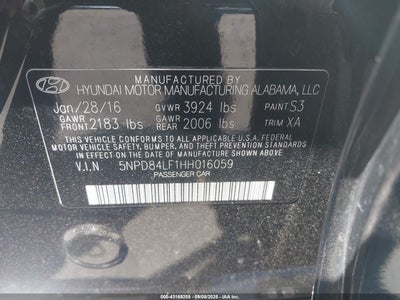 MANUFACTURED BY
HYUNDAI MOTOR MANUFACTURING ALABAMA, LLC
Jan/28/16 GVWR 3924 lbs PAINT S3
GAWR FRONT 2183 lbs GAWR REAR 2006 lbs TRIM XA
THIS VEHICLE CONFORMS TO ALL APPLICABLE U.S.A. FEDERAL
MOTOR VEHICLE SAFETY, BUMPER, AND THEFT PREVENTION
STANDARDS IN EFFECT ON THE DATE OF MANUFACTURE SHOWN ABOVE.
V.I.N 5NPD84LF1HH016059
PASSENGER CAR
000-43169205 - 09/09/2025 - IAA Inc.